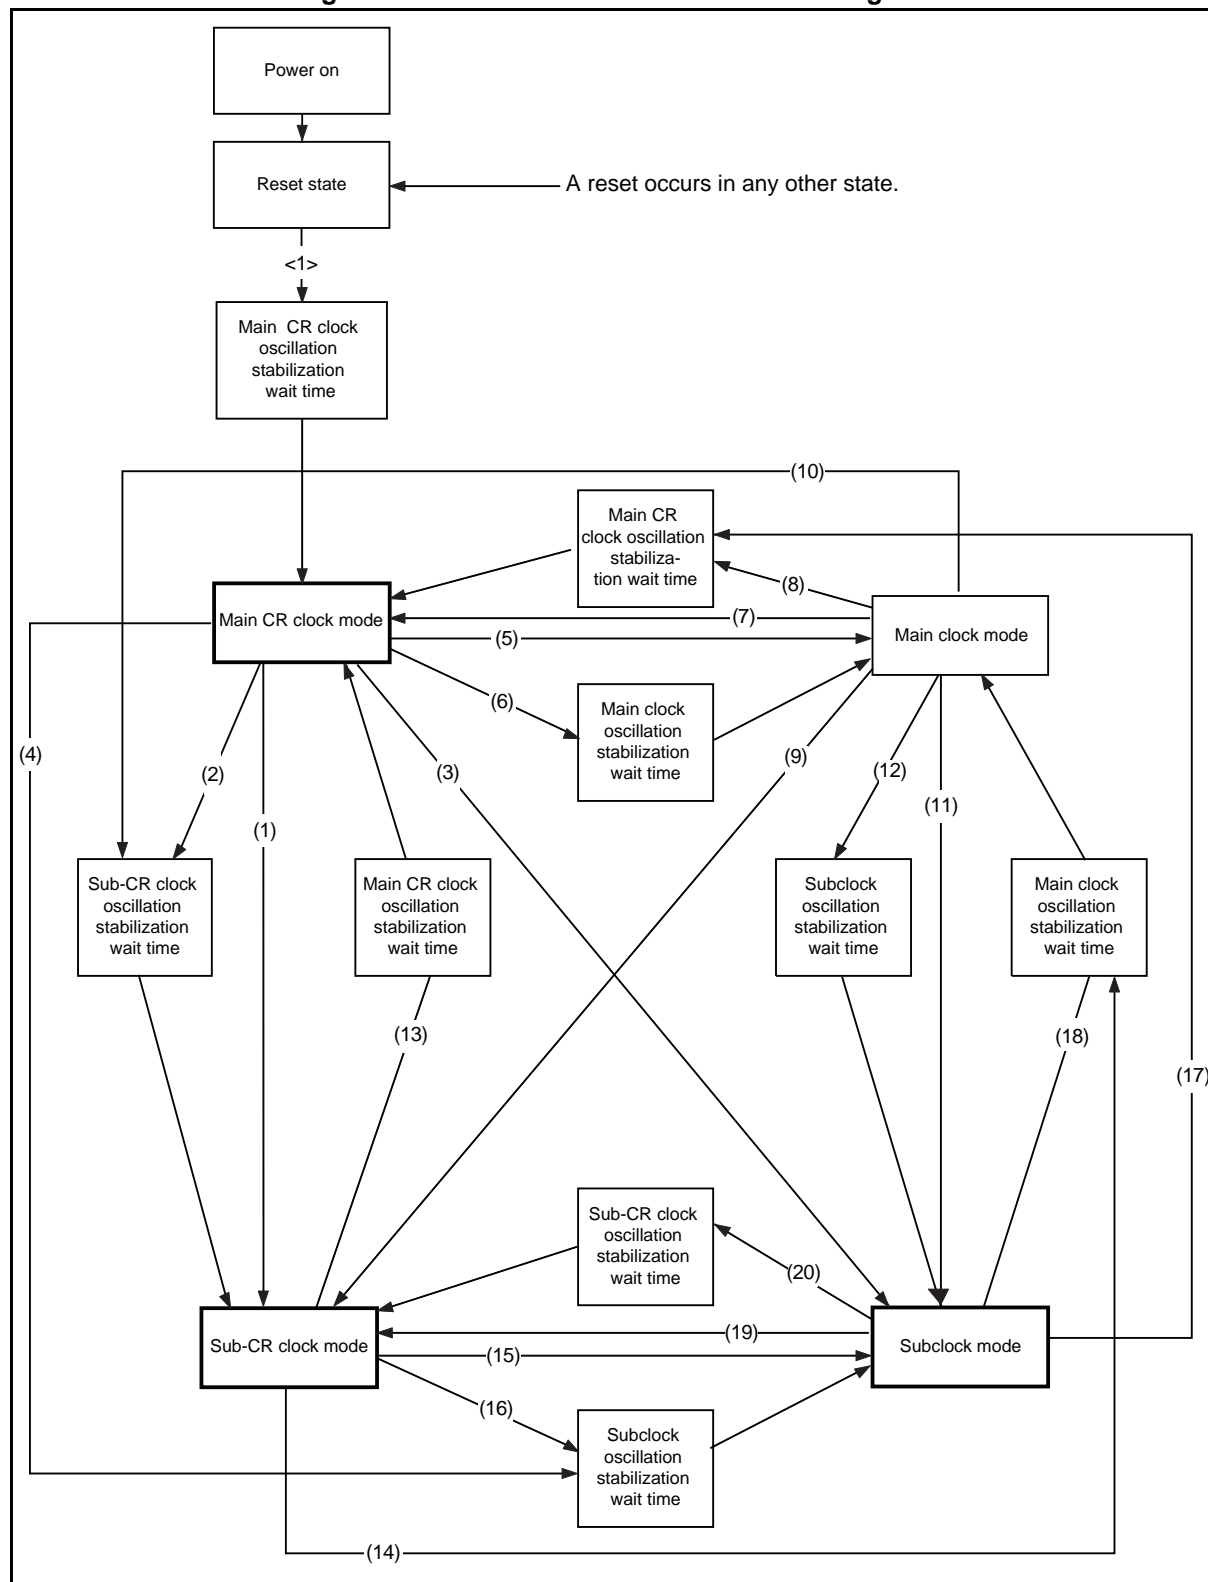 Power on
Reset state
A reset occurs in any other state.
<1>
Main CR clock
oscillation
stabilization
wait time
(10)
Main CR
clock oscillation
stabiliza-
tion wait time
(8)
Main CR clock mode
(7)
(5)
Main clock mode
(6)
Main clock
oscillation
stabilization
wait time
(4)
(2)
(3)
(9)
(12)
(1)
(11)
Sub-CR clock
oscillation
stabilization
wait time
Main CR clock
oscillation
stabilization
wait time
Subclock
oscillation
stabilization
wait time
Main clock
oscillation
stabilization
wait time
(13)
(18)
(17)
Sub-CR clock
oscillation
stabilization
wait time
(20)
Sub-CR clock mode
(19)
(15)
Subclock mode
(16)
Subclock
oscillation
stabilization
wait time
(14)